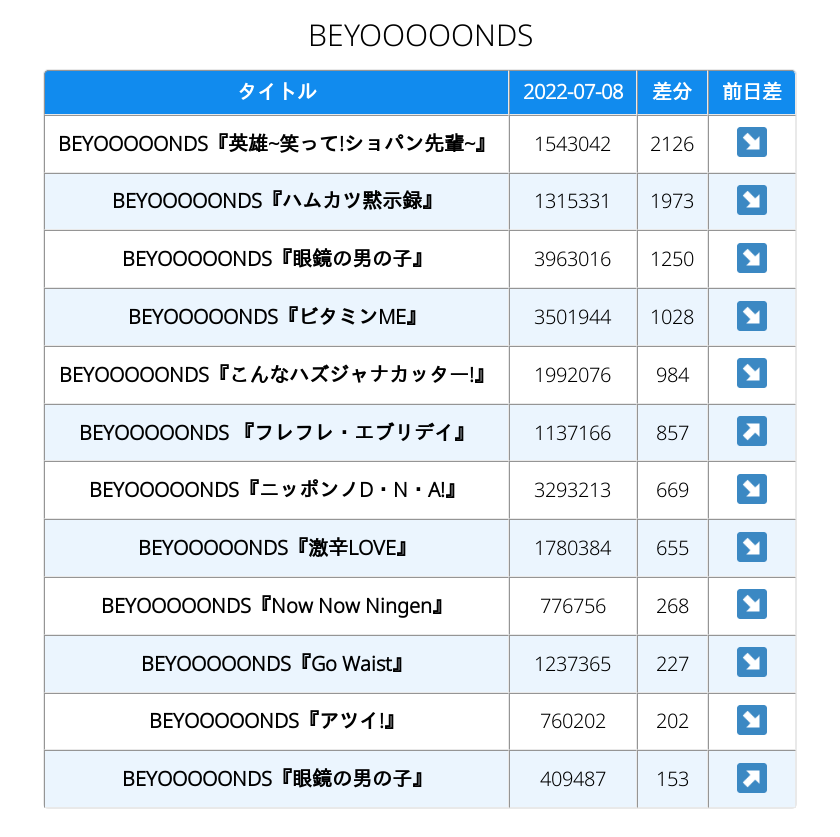 BEYOOOOONDS
タイトル 2022-07-08 差分 前日差
BEYOOOOONDS『英雄~笑って!ショパン先輩~』 1543042 2126 ↘
BEYOOOOONDS『ハムカツ黙示録』 1315331 1973 ↘
BEYOOOOONDS『眼鏡の男の子』 3963016 1250 ↘
BEYOOOOONDS『ビタミンME』 3501944 1028 ↘
BEYOOOOONDS『こんなハズジャナカッター!』 1992076 984 ↘
BEYOOOOONDS 『フレフレ・エブリデイ』 1137166 857 ↗
BEYOOOOONDS『ニッポンノD・N・A!』 3293213 669 ↘
BEYOOOOONDS『激辛LOVE』 1780384 655 ↘
BEYOOOOONDS『Now Now Ningen』 776756 268 ↘
BEYOOOOONDS『Go Waist』 1237365 227 ↘
BEYOOOOONDS『アツイ!』 760202 202 ↘
BEYOOOOONDS『眼鏡の男の子』 409487 153 ↗